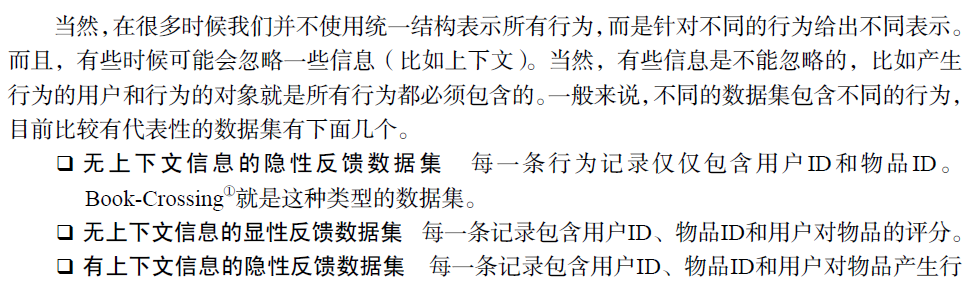 当然，在很多时候我们并不使用统一结构表示所有行为，而是针对不同的行为给出不同表示。
而且，有些时候可能会忽略一些信息（比如上下文）。当然，有些信息是不能忽略的，比如产生
行为的用户和行为的对象就是所有行为都必须包含的。一般来说，不同的数据集包含不同的行为，
目前比较有代表性的数据集有下面几个。
❑ 无上下文信息的隐性反馈数据集 每一条行为记录仅仅包含用户ID和物品ID。
Book-Crossing①就是这种类型的数据集。
❑ 无上下文信息的显性反馈数据集 每一条记录包含用户ID、物品ID和用户对物品的评分。
❑ 有上下文信息的隐性反馈数据集 每一条记录包含用户ID、物品ID和用户对物品产生行